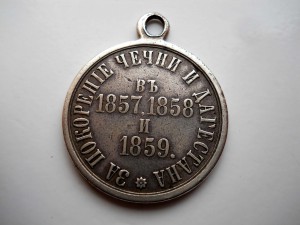 ЗА ПОКОРЕНІЕ ЧЕЧНИ И ДАГЕСТАНА
ВЪ
1857, 1858
И
1859.